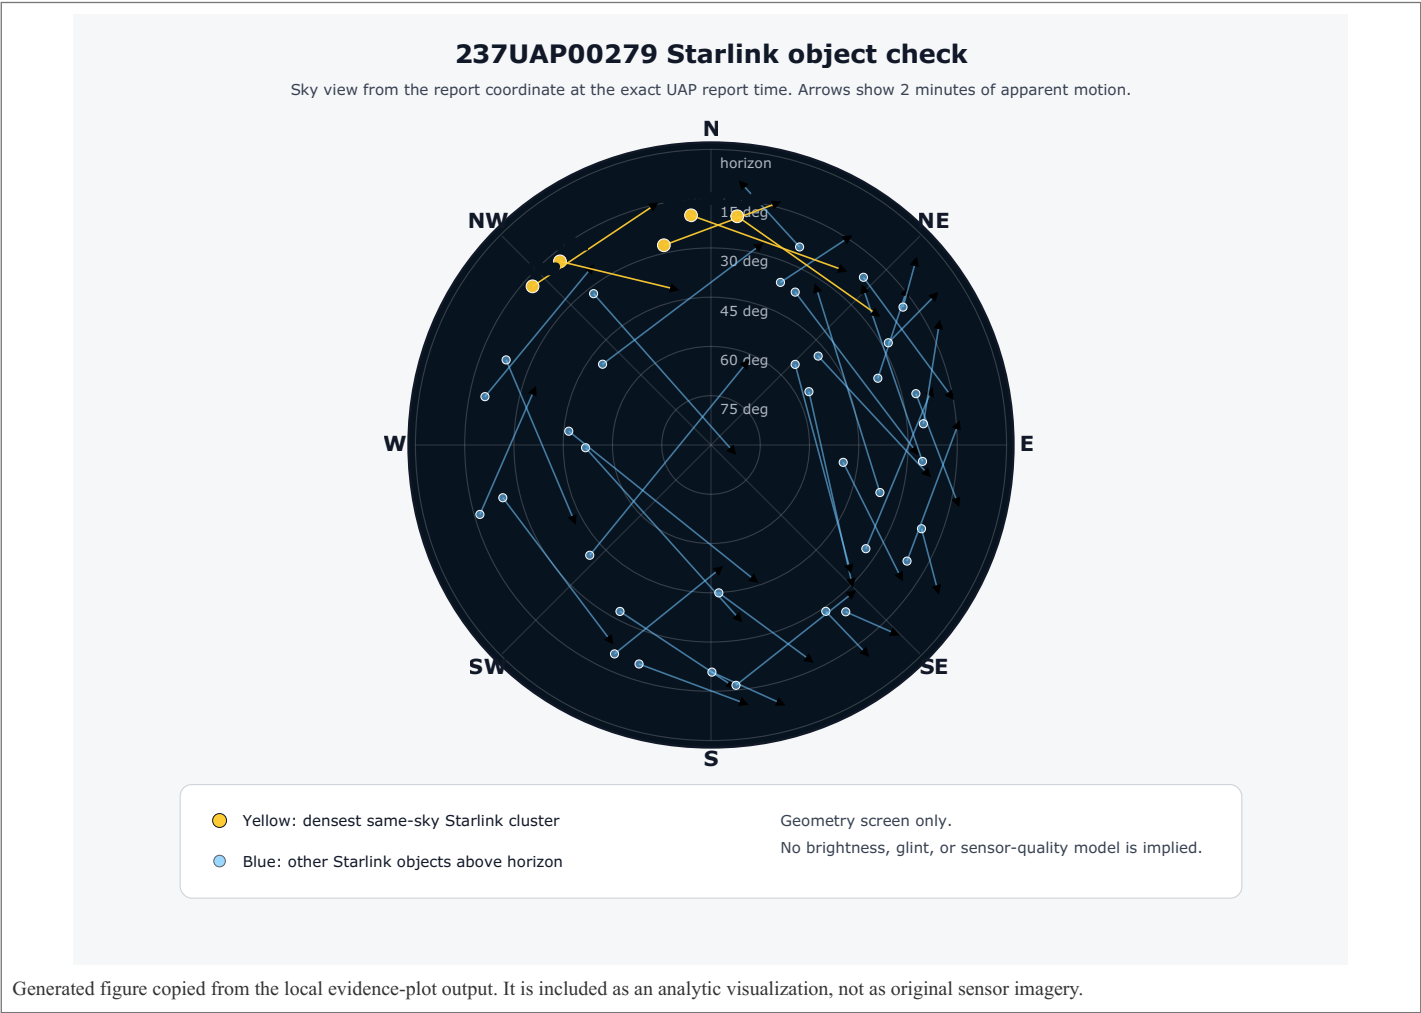 237UAP00279 Starlink object check
Sky view from the report coordinate at the exact UAP report time. Arrows show 2 minutes of apparent motion.
N
horizon
NW
15 deg
NE
30 deg
45 deg
60 deg
75 deg
W
E
SW
SE
S
Yellow: densest same-sky Starlink cluster
Geometry screen only.
No brightness, glint, or sensor-quality model is implied.
Blue: other Starlink objects above horizon
Generated figure copied from the local evidence-plot output. It is included as an analytic visualization, not as original sensor imagery.